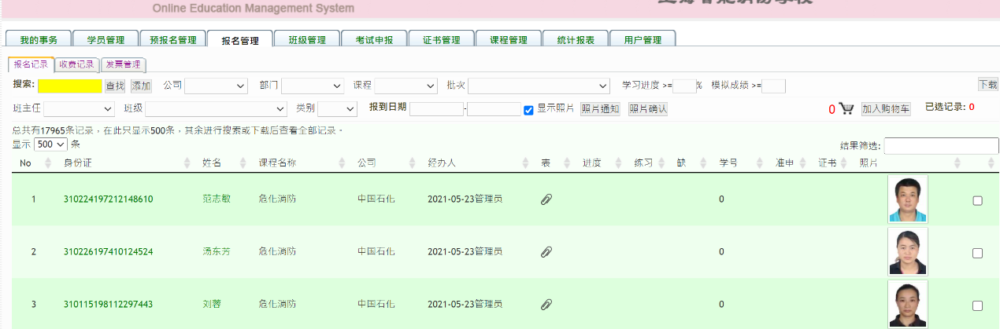 Online Education Management System
我的事务 学员管理 预报名管理 报名管理 班级管理 考试申报 证书管理 课程管理 统计报表 用户管理
报名记录 收费记录 发票管理
搜索: 查找 添加 公司 部门 课程 批次 学习进度 >= % 模拟成绩 >= 下载
班主任 班级 类别 报到日期 - 显示照片 照片通知 照片确认 0 加入购物车 已选记录: 0
总共有17965条记录，在此只显示500条，其余进行搜索或下载后查看全部记录。
显示 500 条 结果筛选:
No 身份证 姓名 课程名称 公司 经办人 表 进度 练习 缺 学号 准申 证书 照片
1 310224197212148610 范志敏 危化消防 中国石化 2021-05-23管理员 0
2 310226197410124524 汤东芳 危化消防 中国石化 2021-05-23管理员 0
3 310115198112297443 刘蓉 危化消防 中国石化 2021-05-23管理员 0